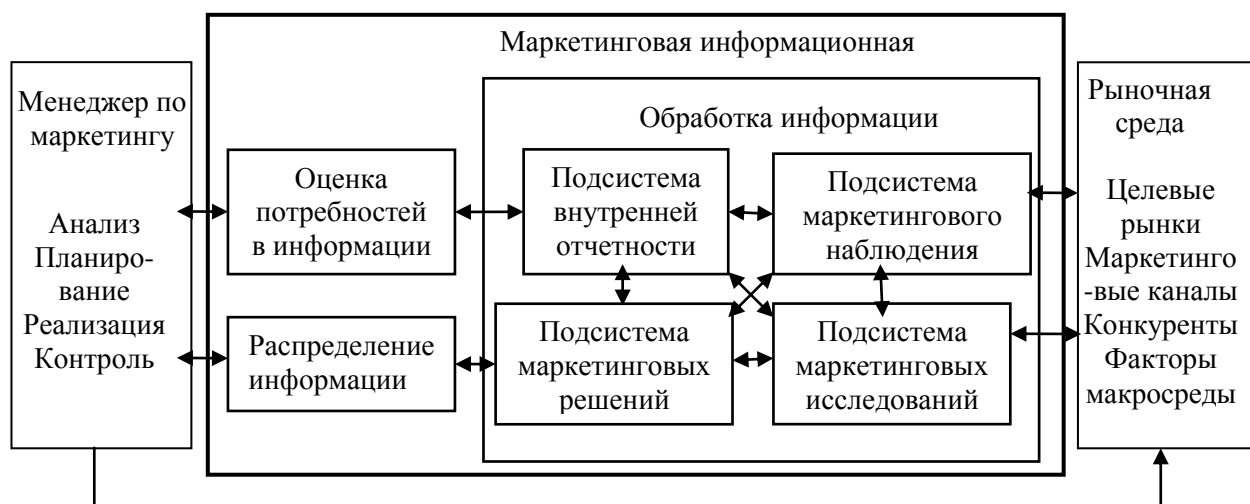 Маркетинговая информационная
Менеджер по
маркетингу
Анализ
Планиро-
вание
Реализация
Контроль
Оценка
потребностей
в информации
Распределение
информации
Обработка информации
Подсистема
внутренней
отчетности
Подсистема
маркетингового
наблюдения
Подсистема
маркетинговых
решений
Подсистема
маркетинговых
исследований
Рыночная
среда
Целевые
рынки
Маркетинго
-вые каналы
Конкуренты
Факторы
макросреды